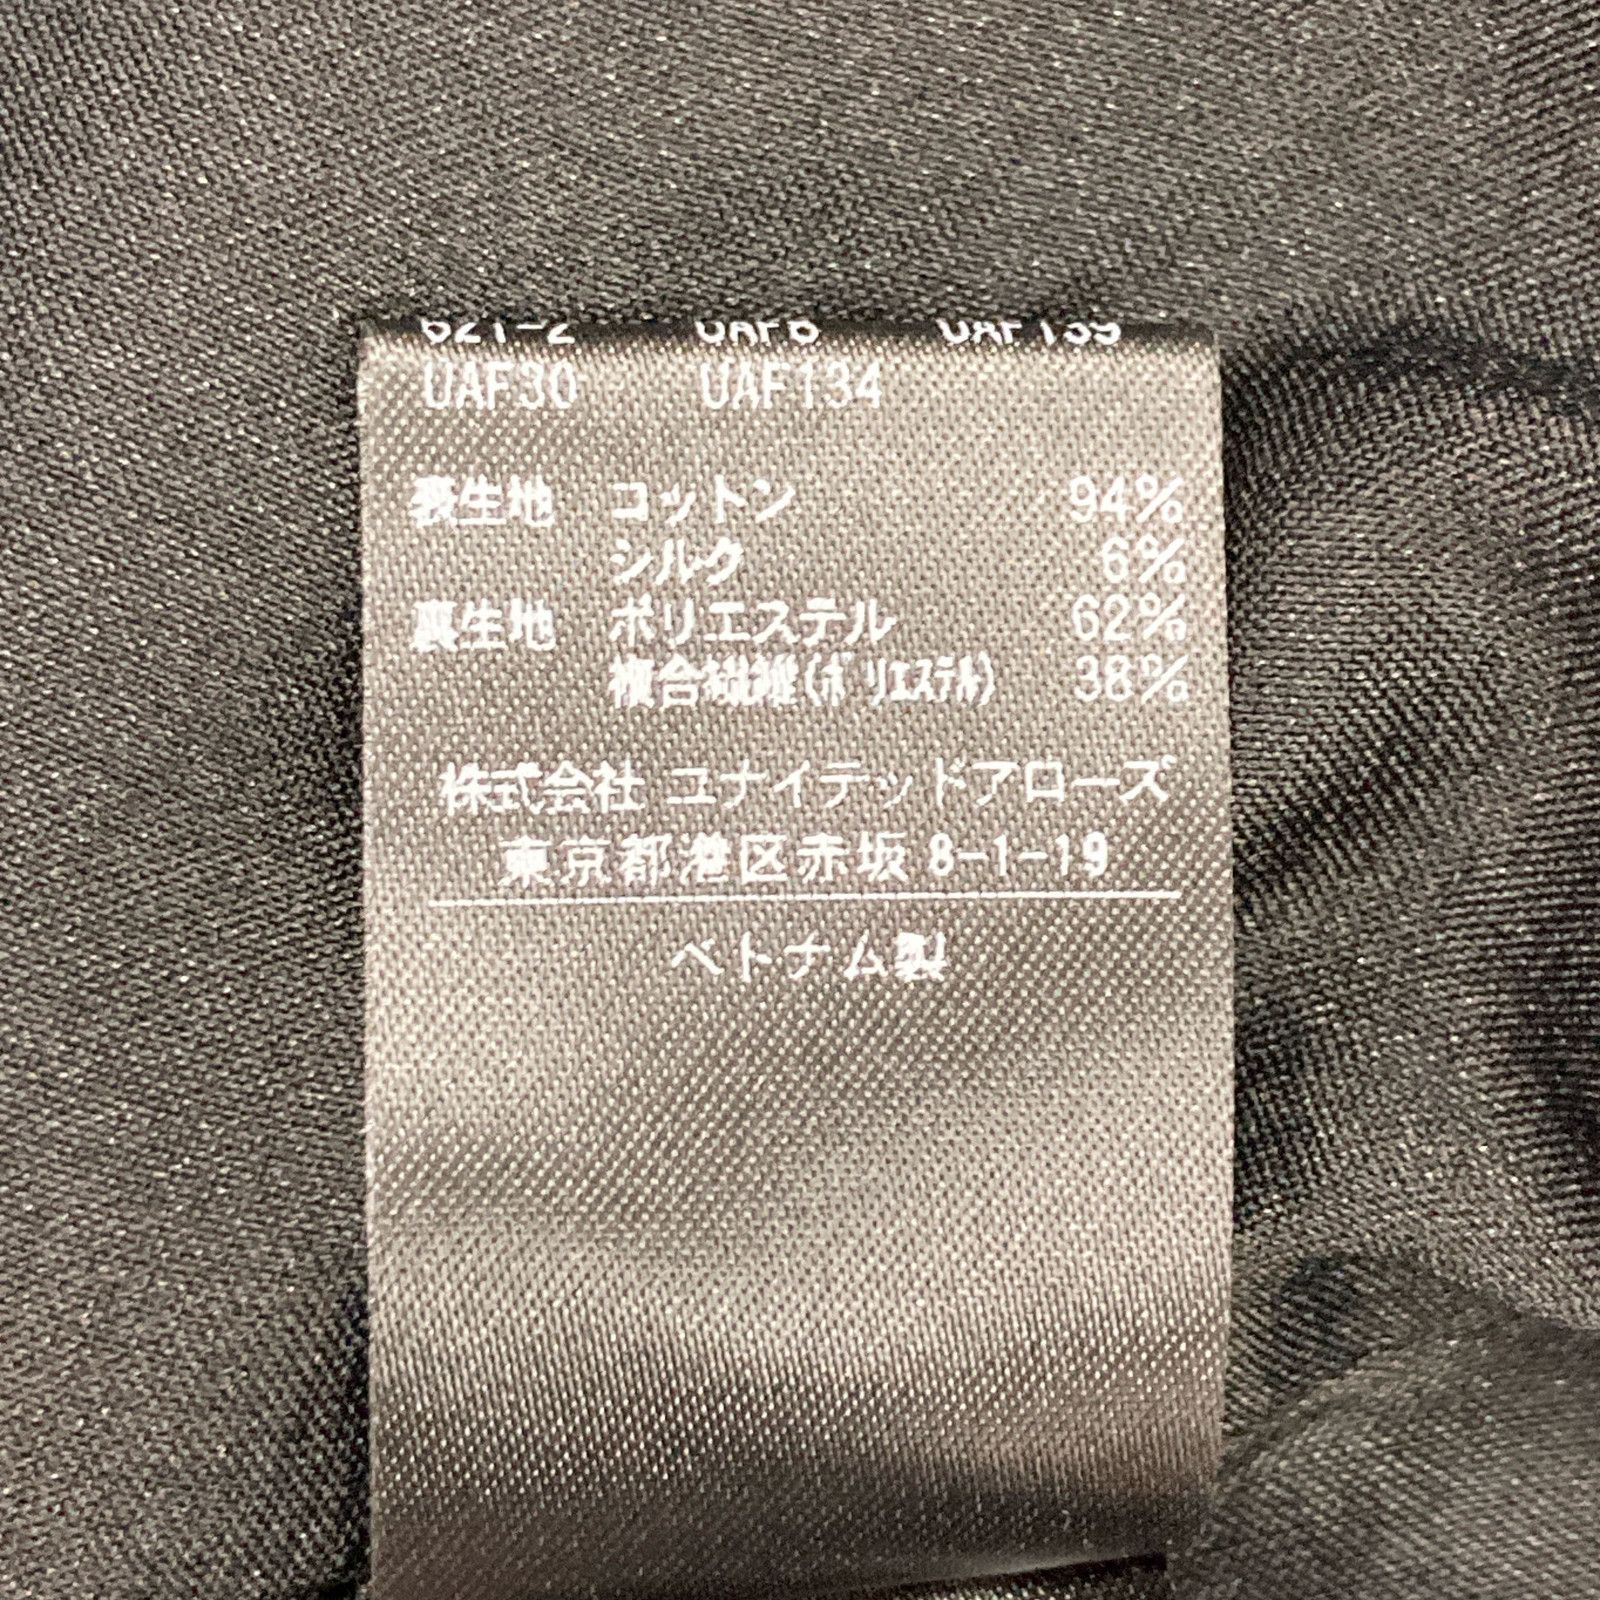 UAF30 UAF134
表生地 コットン 94%
シルク 6%
裏生地 ポリエステル 62%
複合繊維(ポリエステル) 38%
株式会社 ユナイテッドアローズ
東京都港区赤坂 8-1-19
ベトナム製